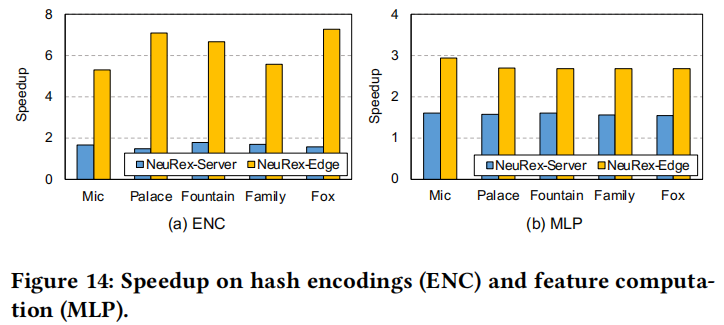 8
6
4
2
0
Speedup
NeuRex-Server NeuRex-Edge
Mic Palace Fountain Family Fox
(a) ENC
4
3
2
1
0
Speedup
NeuRex-Server NeuRex-Edge
Mic Palace Fountain Family Fox
(b) MLP
Figure 14: Speedup on hash encodings (ENC) and feature computa-
tion (MLP).